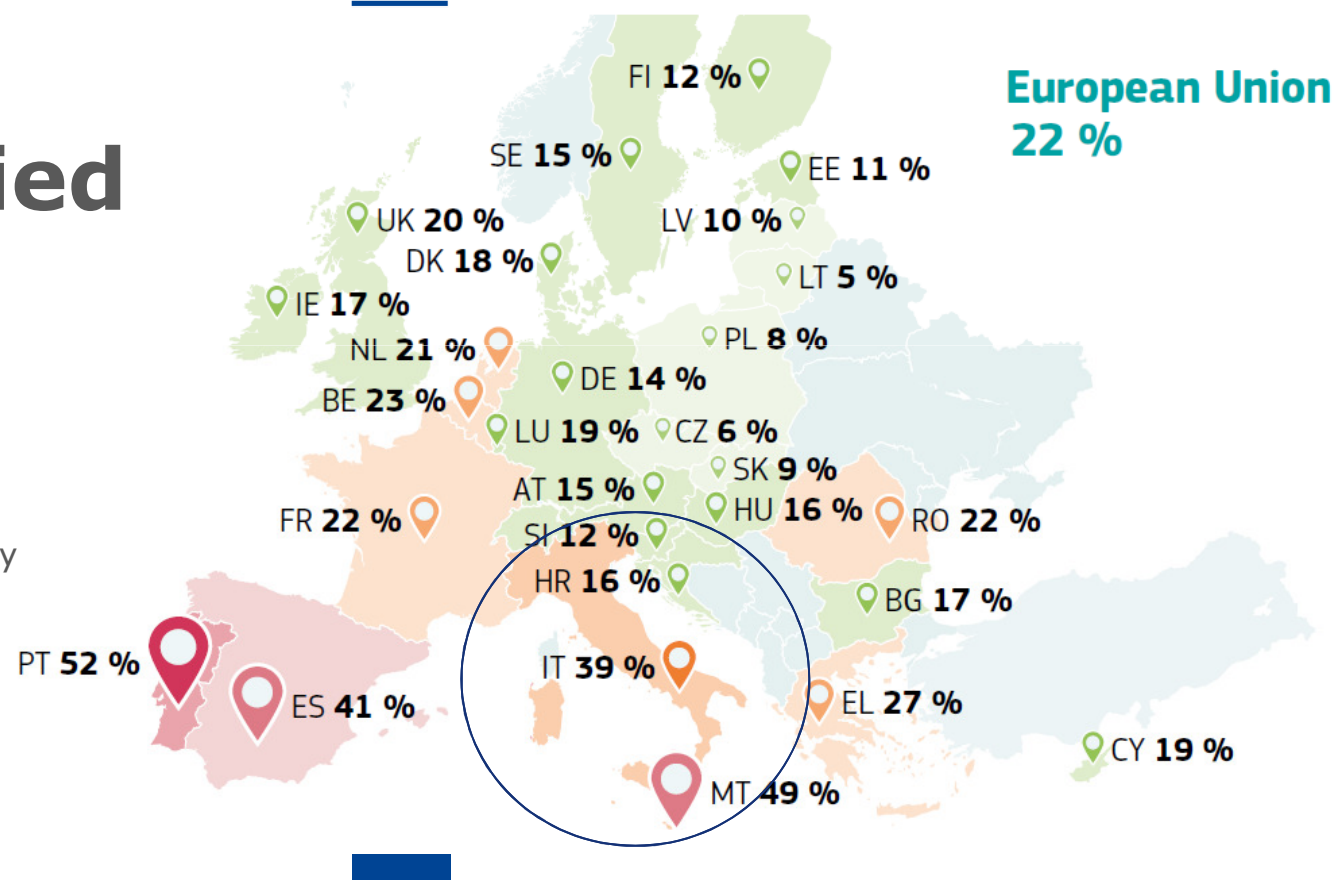 European Union
22 %
ied
y
FI 12 %
SE 15 %
EE 11 %
UK 20 %
LV 10 %
DK 18 %
LT 5 %
IE 17 %
NL 21 %
PL 8 %
DE 14 %
BE 23 %
LU 19 %
CZ 6 %
SK 9 %
AT 15 %
HU 16 %
FR 22 %
RO 22 %
SI 12 %
HR 16 %
BG 17 %
PT 52 %
IT 39 %
ES 41 %
EL 27 %
CY 19 %
MT 49 %